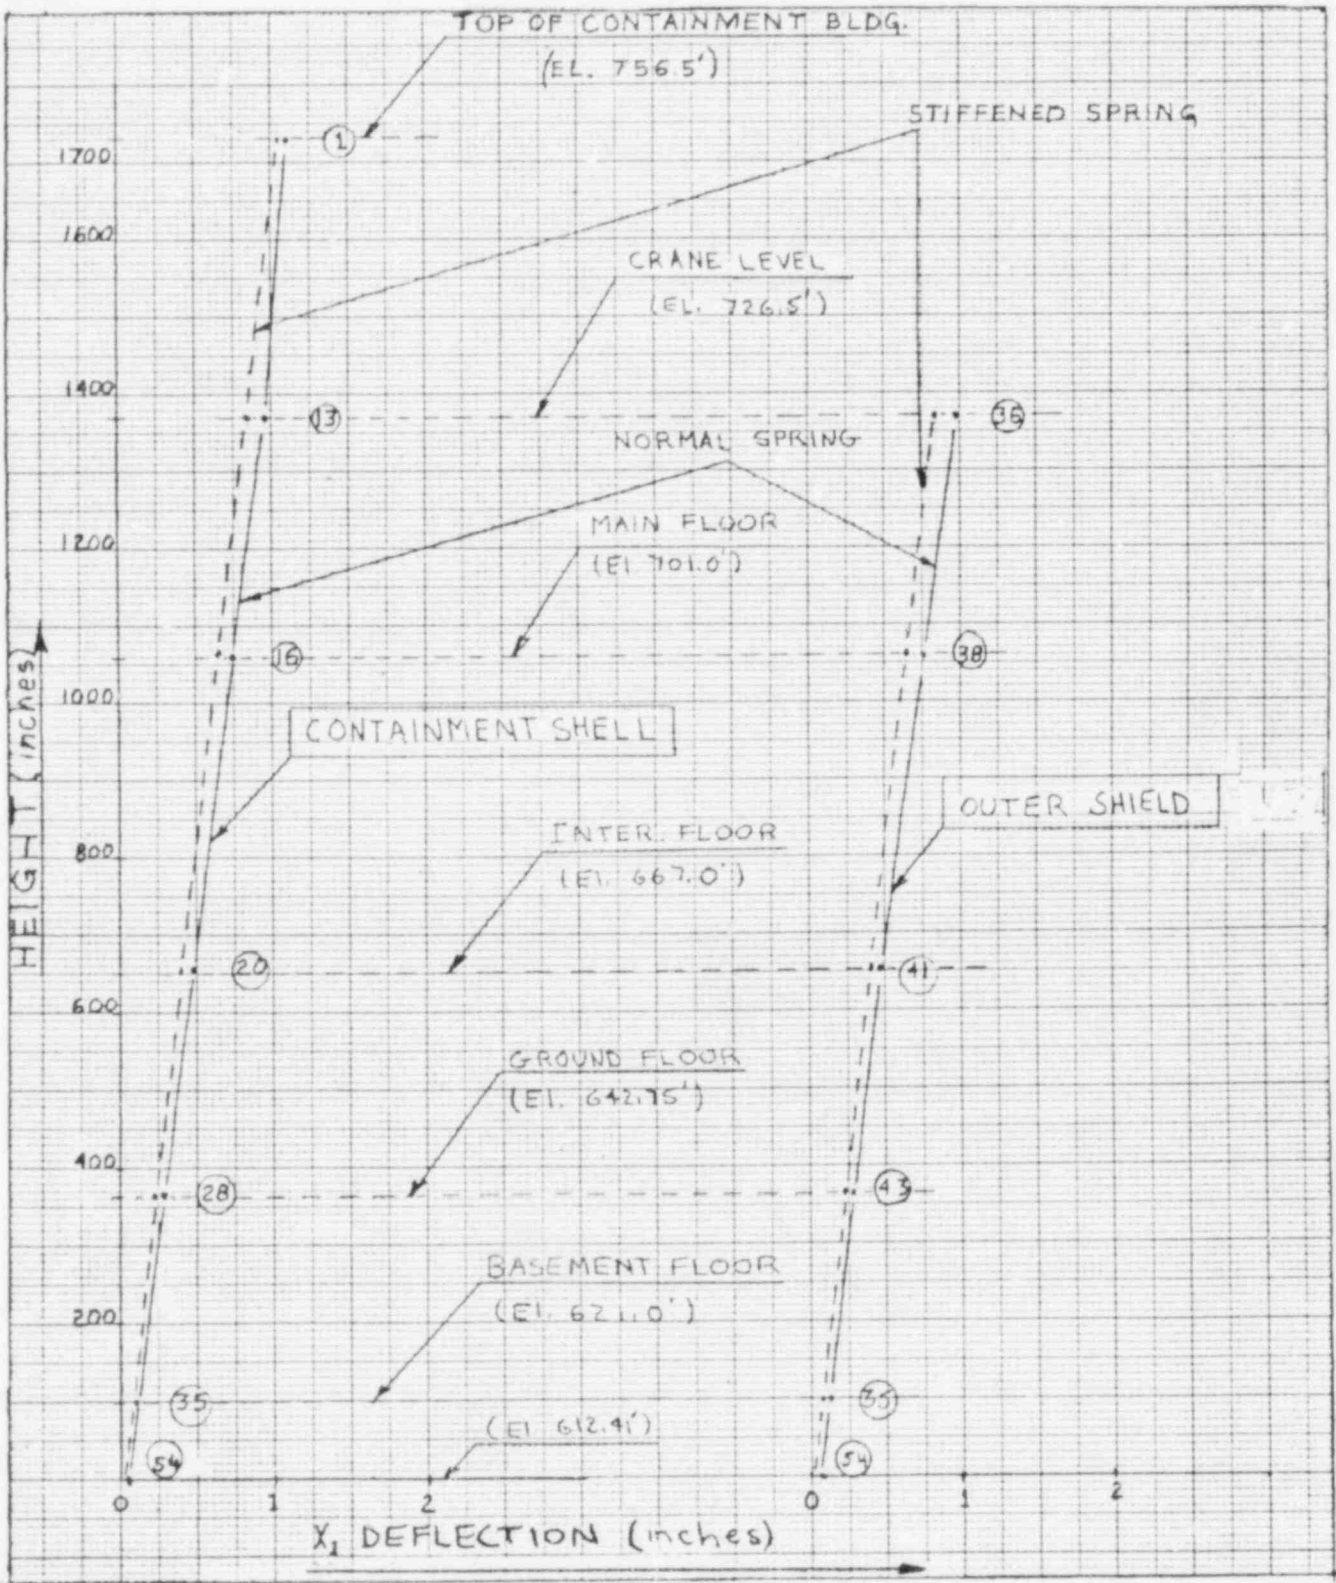 TOP OF CONTAINMENT BLDG.
(EL. 756.5')
STIFFENED SPRING
1
1700
1600
CRANE LEVEL
(EL. 726.5')
1400
13
36
NORMAL SPRING
MAIN FLOOR
(El 701.0')
1200
16
38
1000
CONTAINMENT SHELL
OUTER SHIELD
HEIGHT (inches)
800
INTER. FLOOR
(El. 667.0')
20
41
600
GROUND FLOOR
(El. 642.75')
400
28
43
BASEMENT FLOOR
(El. 621.0')
200
35
35
(El 612.41')
54
54
0 1 2 0 1 2
X₁ DEFLECTION (inches)